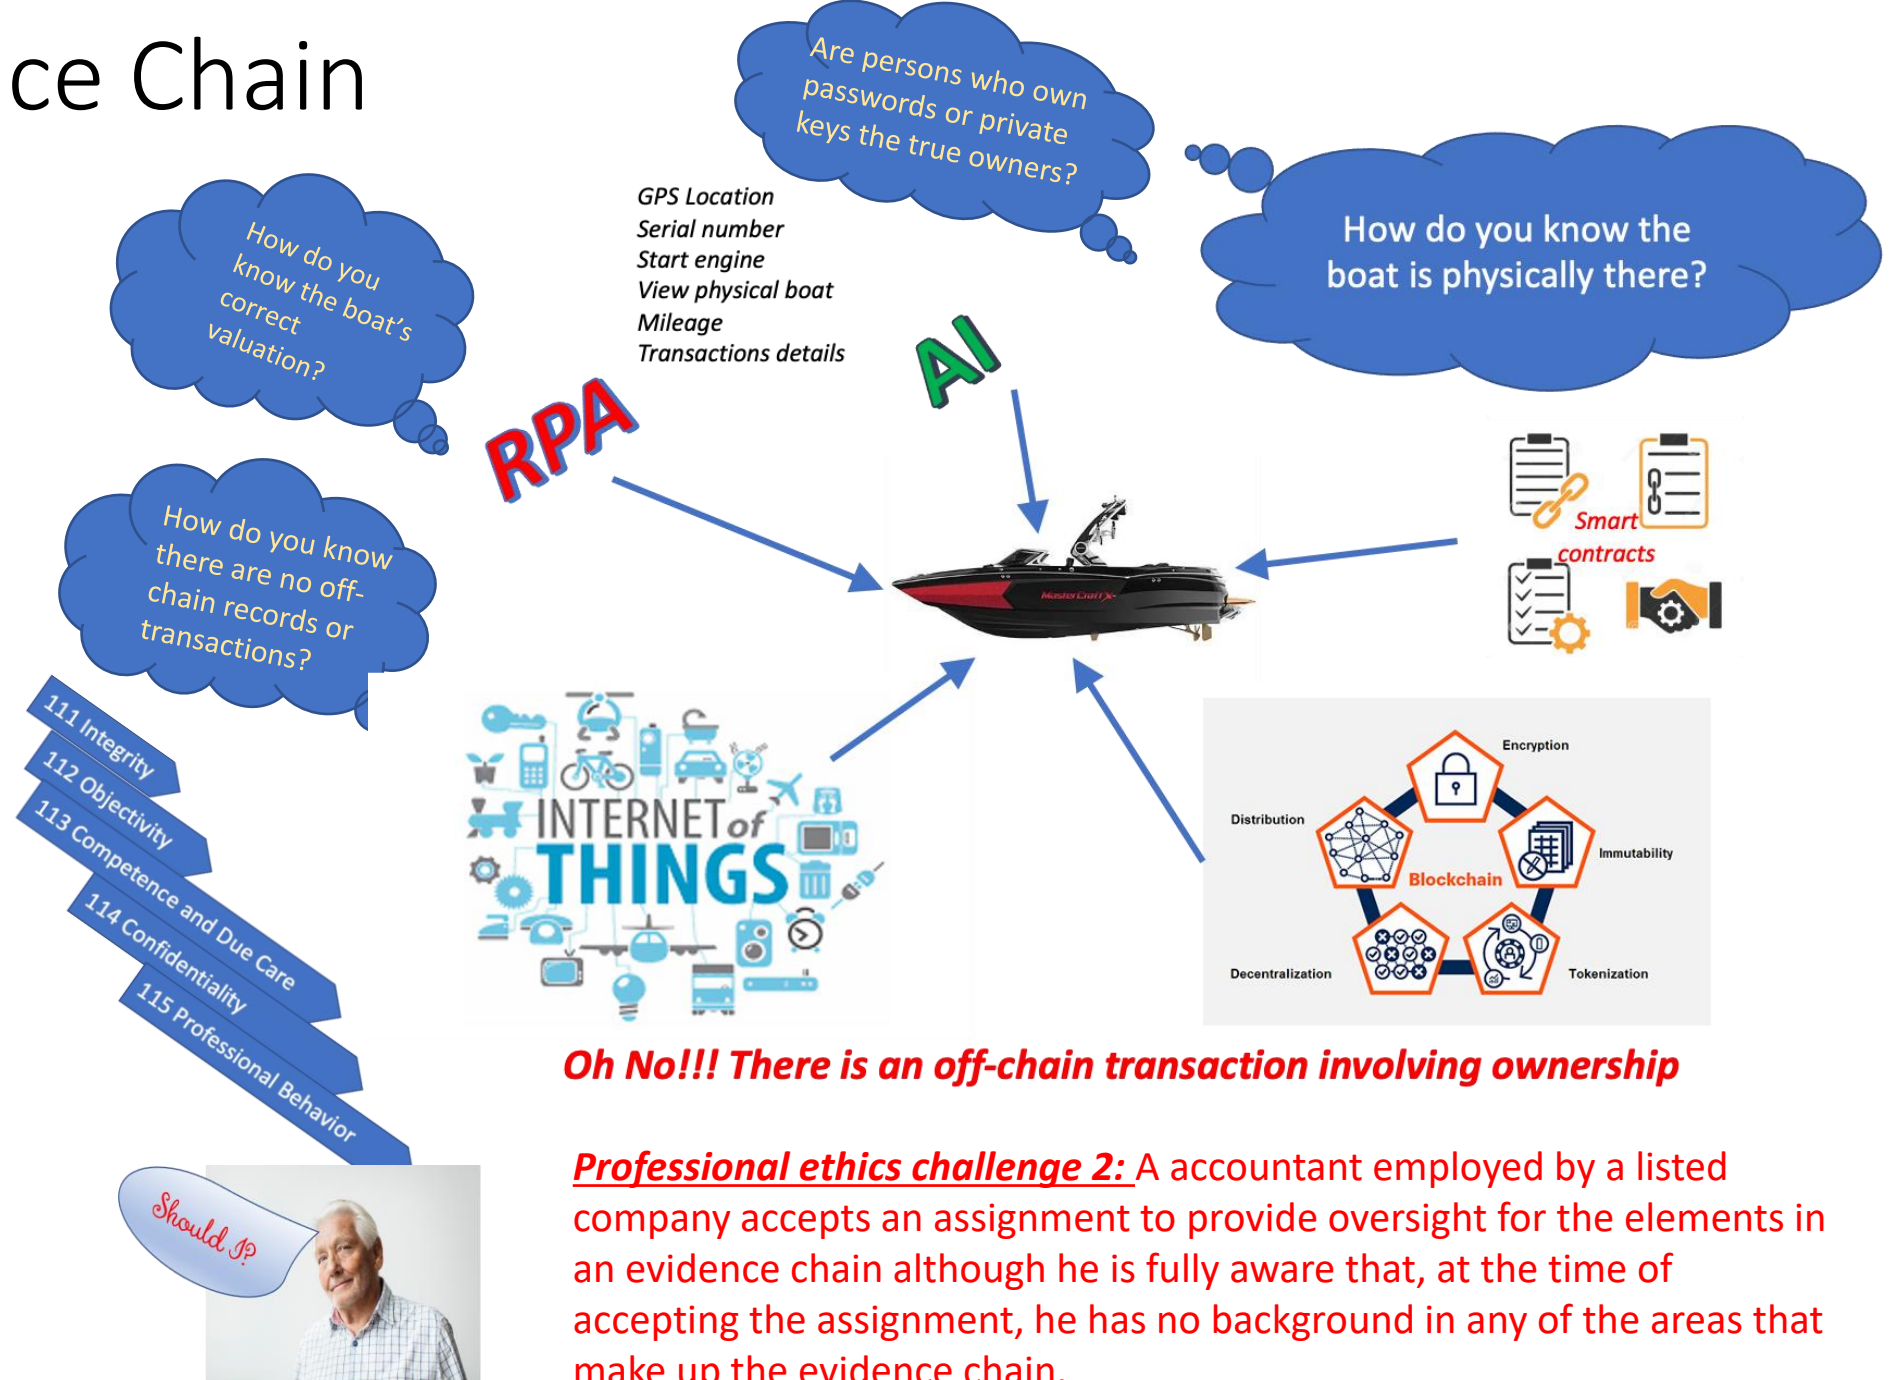 ce Chain
Are persons who own
passwords or private
keys the true owners?
How do you know the
boat is physically there?
GPS Location
Serial number
Start engine
View physical boat
Mileage
Transactions details
How do you
know the boat's
correct
valuation?
RPA
AI
How do you know
there are no off-
chain records or
transactions?
Smart
contracts
MasterCraft X
111 Integrity
112 Objectivity
113 Competence and Due Care
114 Confidentiality
115 Professional Behavior
INTERNET of
THINGS
Encryption
Distribution
Immutability
Blockchain
Decentralization
Tokenization
Oh No!!! There is an off-chain transaction involving ownership
Should I?
Professional ethics challenge 2: A accountant employed by a listed
company accepts an assignment to provide oversight for the elements in
an evidence chain although he is fully aware that, at the time of
accepting the assignment, he has no background in any of the areas that
make up the evidence chain.